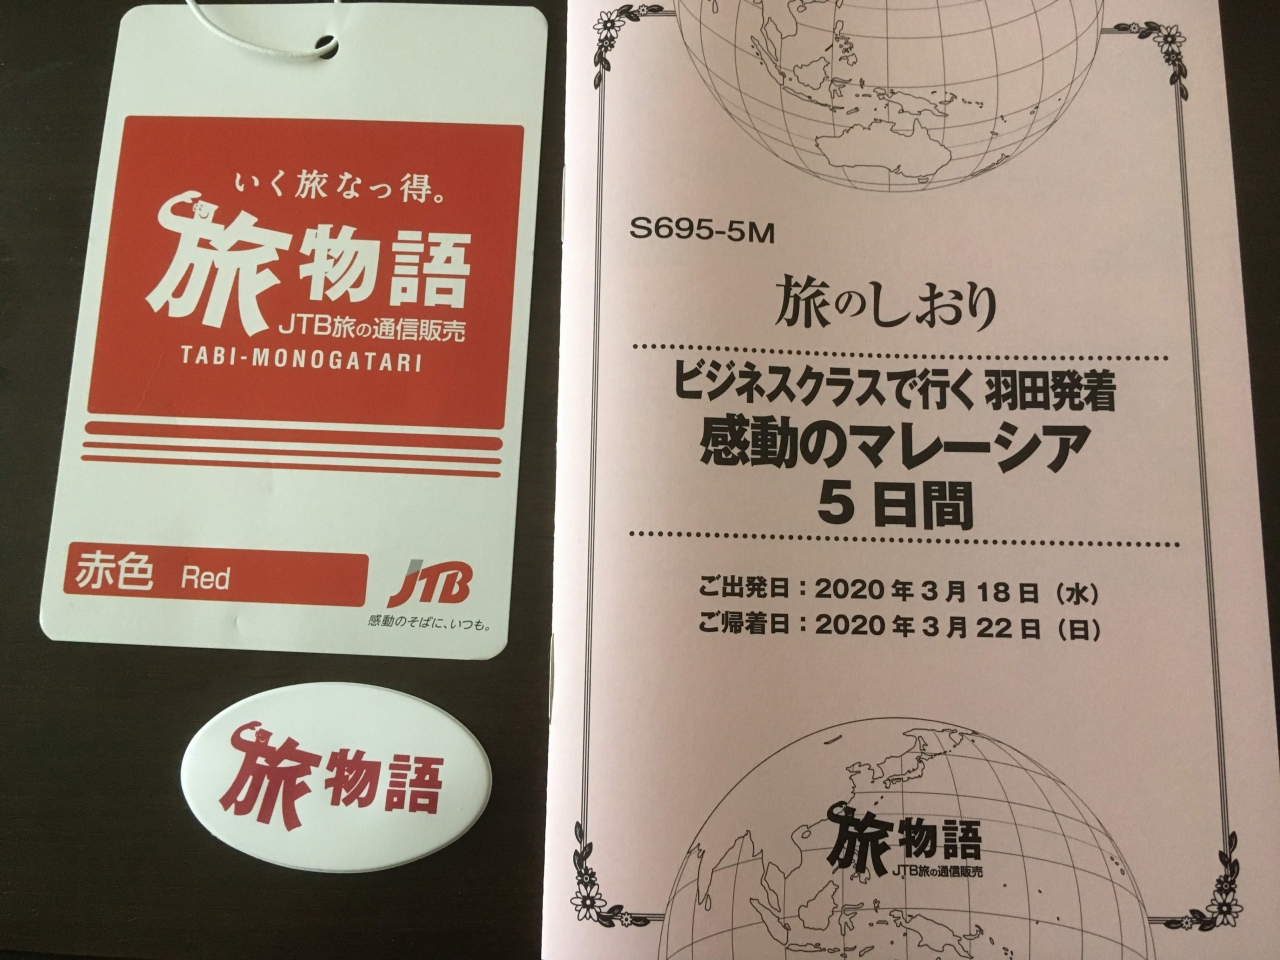 いく旅なっ得。
旅物語
JTB旅の通信販売
TABI-MONOGATARI
赤色 Red
JTB
感動のそばに、いつも。
旅物語
S695-5M
旅のしおり
ビジネスクラスで行く 羽田発着
感動のマレーシア
5日間
ご出発日：2020年3月18日（水）
ご帰着日：2020年3月22日（日）
旅物語
JTB旅の通信販売